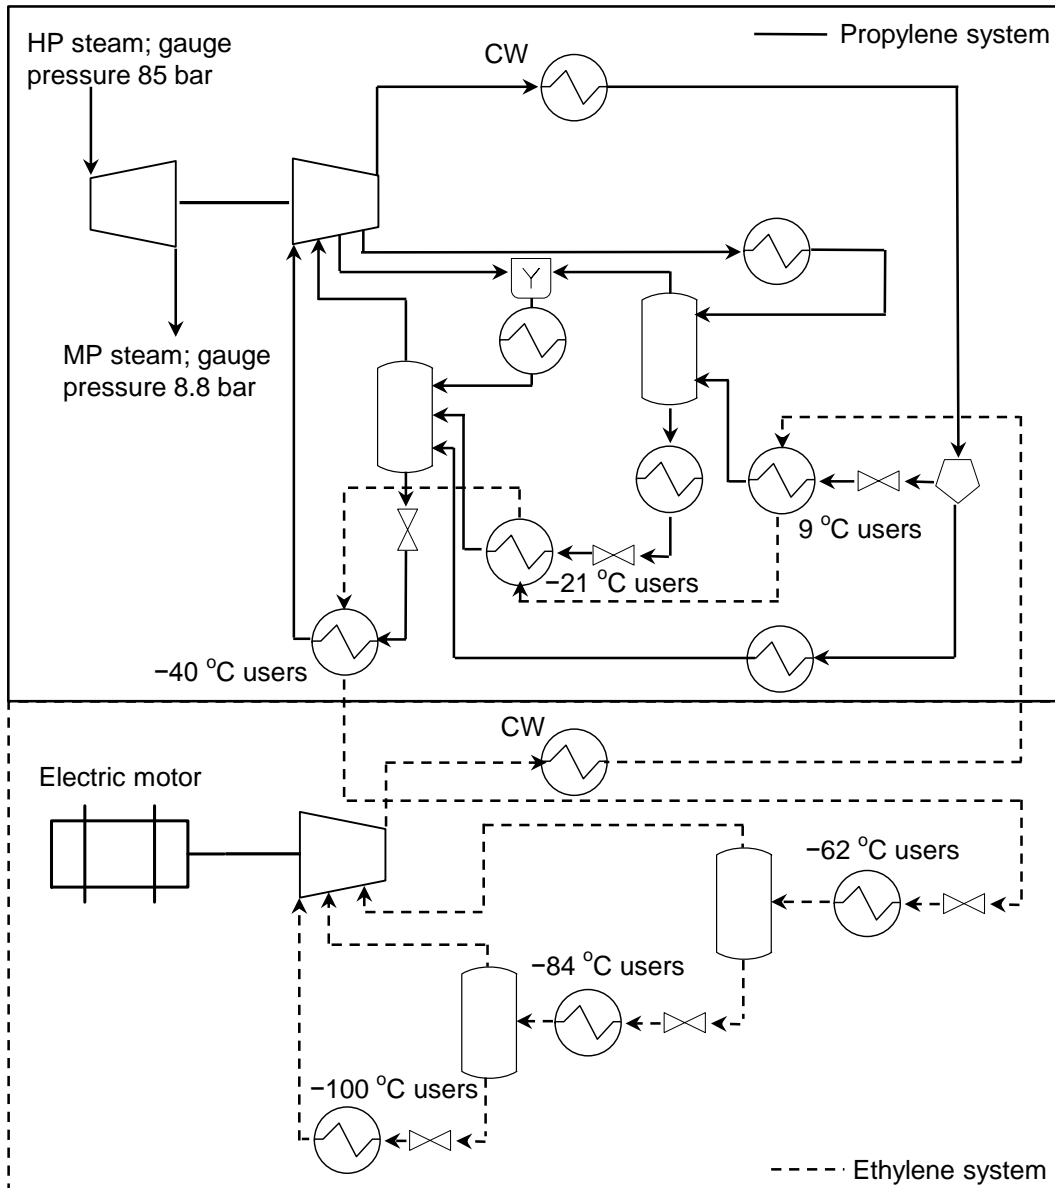 HP steam; gauge
pressure 85 bar
Propylene system
CW
Y
MP steam; gauge
pressure 8.8 bar
9 °C users
−21 °C users
−40 °C users
CW
Electric motor
−62 °C users
−84 °C users
−100 °C users
Ethylene system